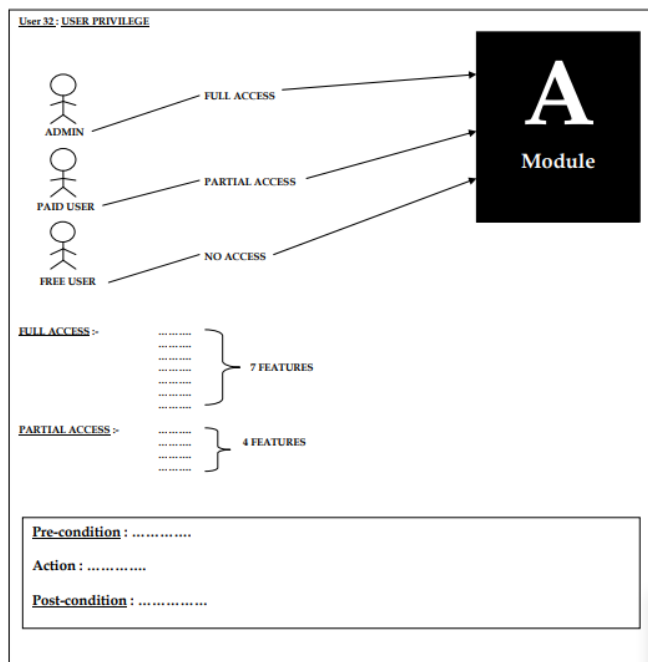 User 32 : USER PRIVILEGE
ADMIN
FULL ACCESS
A
Module
PAID USER
PARTIAL ACCESS
FREE USER
NO ACCESS
FULL ACCESS :-
……….
……….
……….
……….
……….
……….
……….
7 FEATURES
PARTIAL ACCESS :-
……….
……….
……….
……….
4 FEATURES
Pre-condition : ………….
Action : ………….
Post-condition : ……………